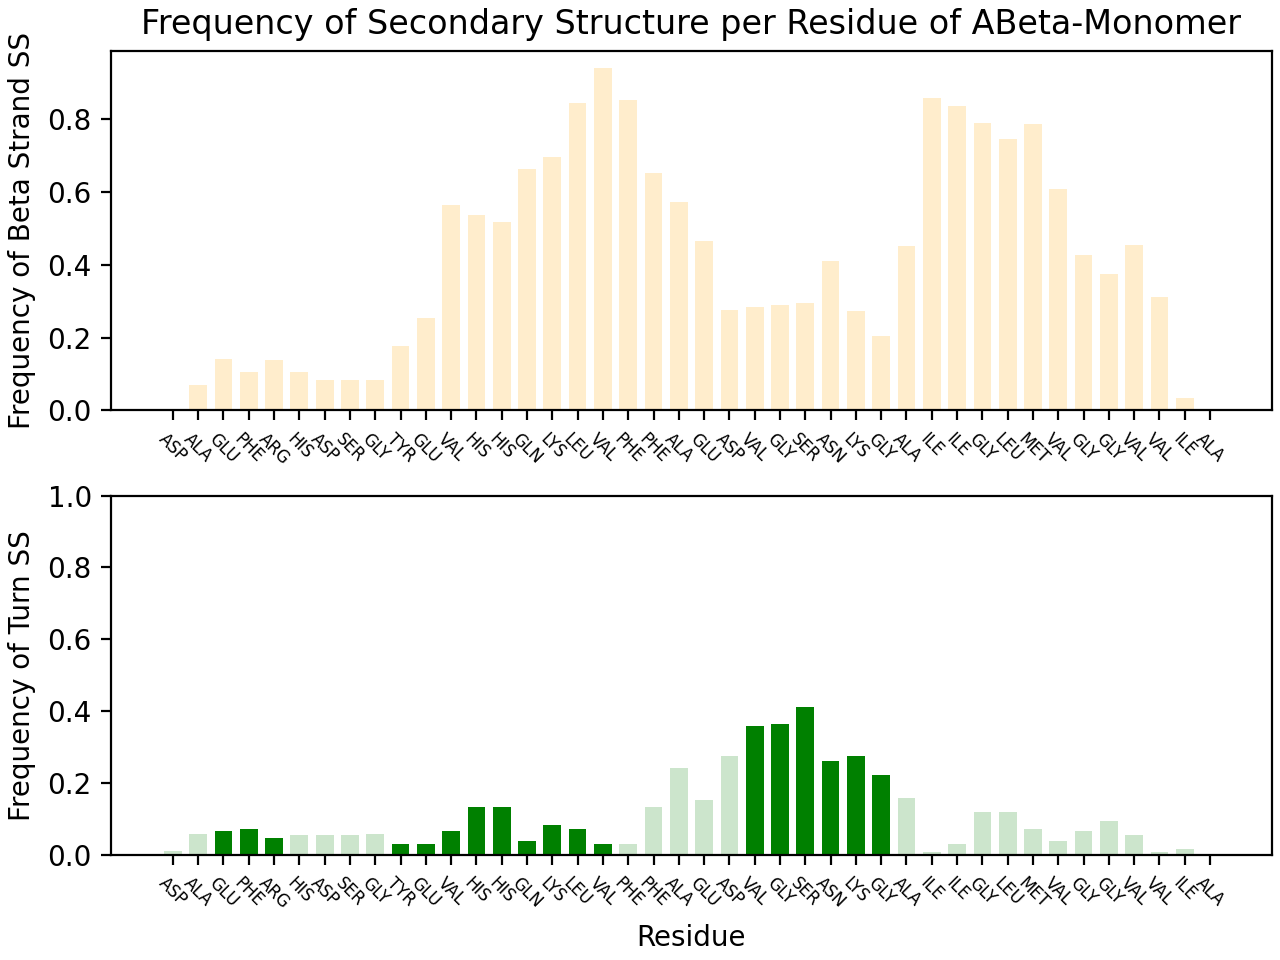 Frequency of Secondary Structure per Residue of ABeta-Monomer
Frequency of Beta Strand SS
0.8
0.6
0.4
0.2
0.0
ASP ALA GLU PHE ARG HIS ASP SER GLY TYR GLU VAL HIS HIS GLN LYS LEU VAL PHE PHE ALA GLU ASP VAL GLY SER ASN LYS GLY ALA ILE ILE GLY LEU MET VAL GLY GLY VAL VAL ILE ALA
Frequency of Turn SS
1.0
0.8
0.6
0.4
0.2
0.0
ASP ALA GLU PHE ARG HIS ASP SER GLY TYR GLU VAL HIS HIS GLN LYS LEU VAL PHE PHE ALA GLU ASP VAL GLY SER ASN LYS GLY ALA ILE ILE GLY LEU MET VAL GLY GLY VAL VAL ILE ALA
Residue